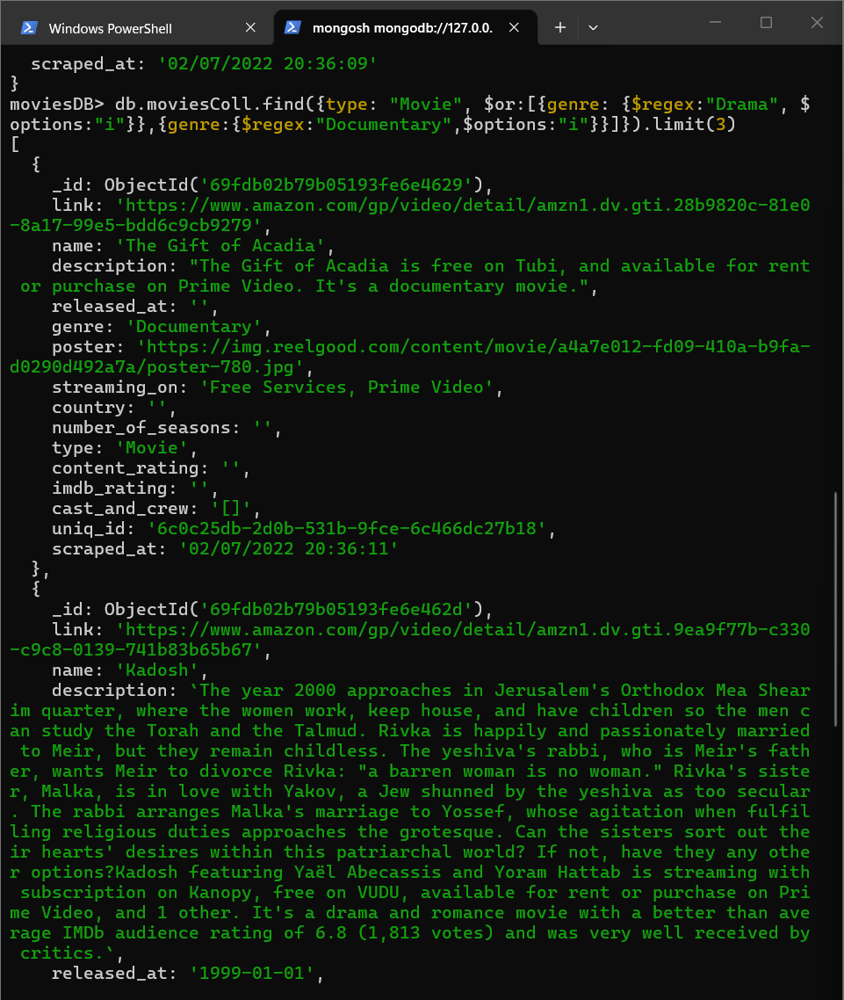 Windows PowerShell
mongosh mongodb://127.0.0.
scraped_at: '02/07/2022 20:36:09'
}
moviesDB> db.moviesColl.find({type: "Movie", $or:[{genre: {$regex:"Drama", $
options:"i"}},{genre:{$regex:"Documentary",$options:"i"}}]}).limit(3)
[
{
_id: ObjectId('69fdb02b79b05193fe6e4629'),
link: 'https://www.amazon.com/gp/video/detail/amzn1.dv.gti.28b9820c-81e0
-8a17-99e5-bdd6c9cb9279',
name: 'The Gift of Acadia',
description: "The Gift of Acadia is free on Tubi, and available for rent
or purchase on Prime Video. It's a documentary movie.",
released_at: '',
genre: 'Documentary',
poster: 'https://img.reelgood.com/content/movie/a4a7e012-fd09-410a-b9fa-
d0290d492a7a/poster-780.jpg',
streaming_on: 'Free Services, Prime Video',
country: '',
number_of_seasons: '',
type: 'Movie',
content_rating: '',
imdb_rating: '',
cast_and_crew: '[]',
uniq_id: '6c0c25db-2d0b-531b-9fce-6c466dc27b18',
scraped_at: '02/07/2022 20:36:11'
},
{
_id: ObjectId('69fdb02b79b05193fe6e462d'),
link: 'https://www.amazon.com/gp/video/detail/amzn1.dv.gti.9ea9f77b-c330
-c9c8-0139-741b83b65b67',
name: 'Kadosh',
description: `The year 2000 approaches in Jerusalem's Orthodox Mea Shear
im quarter, where the women work, keep house, and have children so the men c
an study the Torah and the Talmud. Rivka is happily and passionately married
to Meir, but they remain childless. The yeshiva's rabbi, who is Meir's fath
er, wants Meir to divorce Rivka: "a barren woman is no woman." Rivka's siste
r, Malka, is in love with Yakov, a Jew shunned by the yeshiva as too secular
. The rabbi arranges Malka's marriage to Yossef, whose agitation when fulfil
ling religious duties approaches the grotesque. Can the sisters sort out the
ir hearts' desires within this patriarchal world? If not, have they any othe
r options?Kadosh featuring Yaël Abecassis and Yoram Hattab is streaming with
subscription on Kanopy, free on VUDU, available for rent or purchase on Pri
me Video, and 1 other. It's a drama and romance movie with a better than ave
rage IMDb audience rating of 6.8 (1,813 votes) and was very well received by
critics.`,
released_at: '1999-01-01',